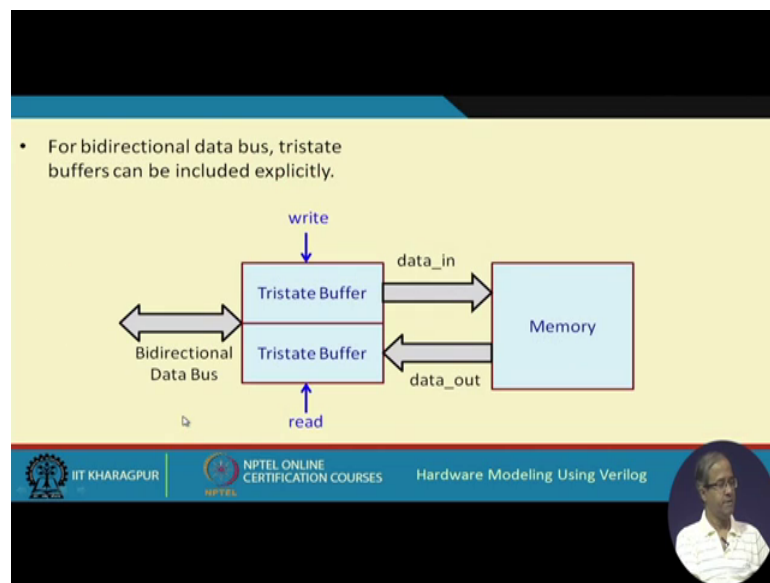 • For bidirectional data bus, tristate
buffers can be included explicitly.
write
data_in
Tristate Buffer
Memory
Bidirectional
Data Bus
Tristate Buffer
data_out
read
IIT KHARAGPUR
NPTEL
NPTEL ONLINE
CERTIFICATION COURSES
Hardware Modeling Using Verilog